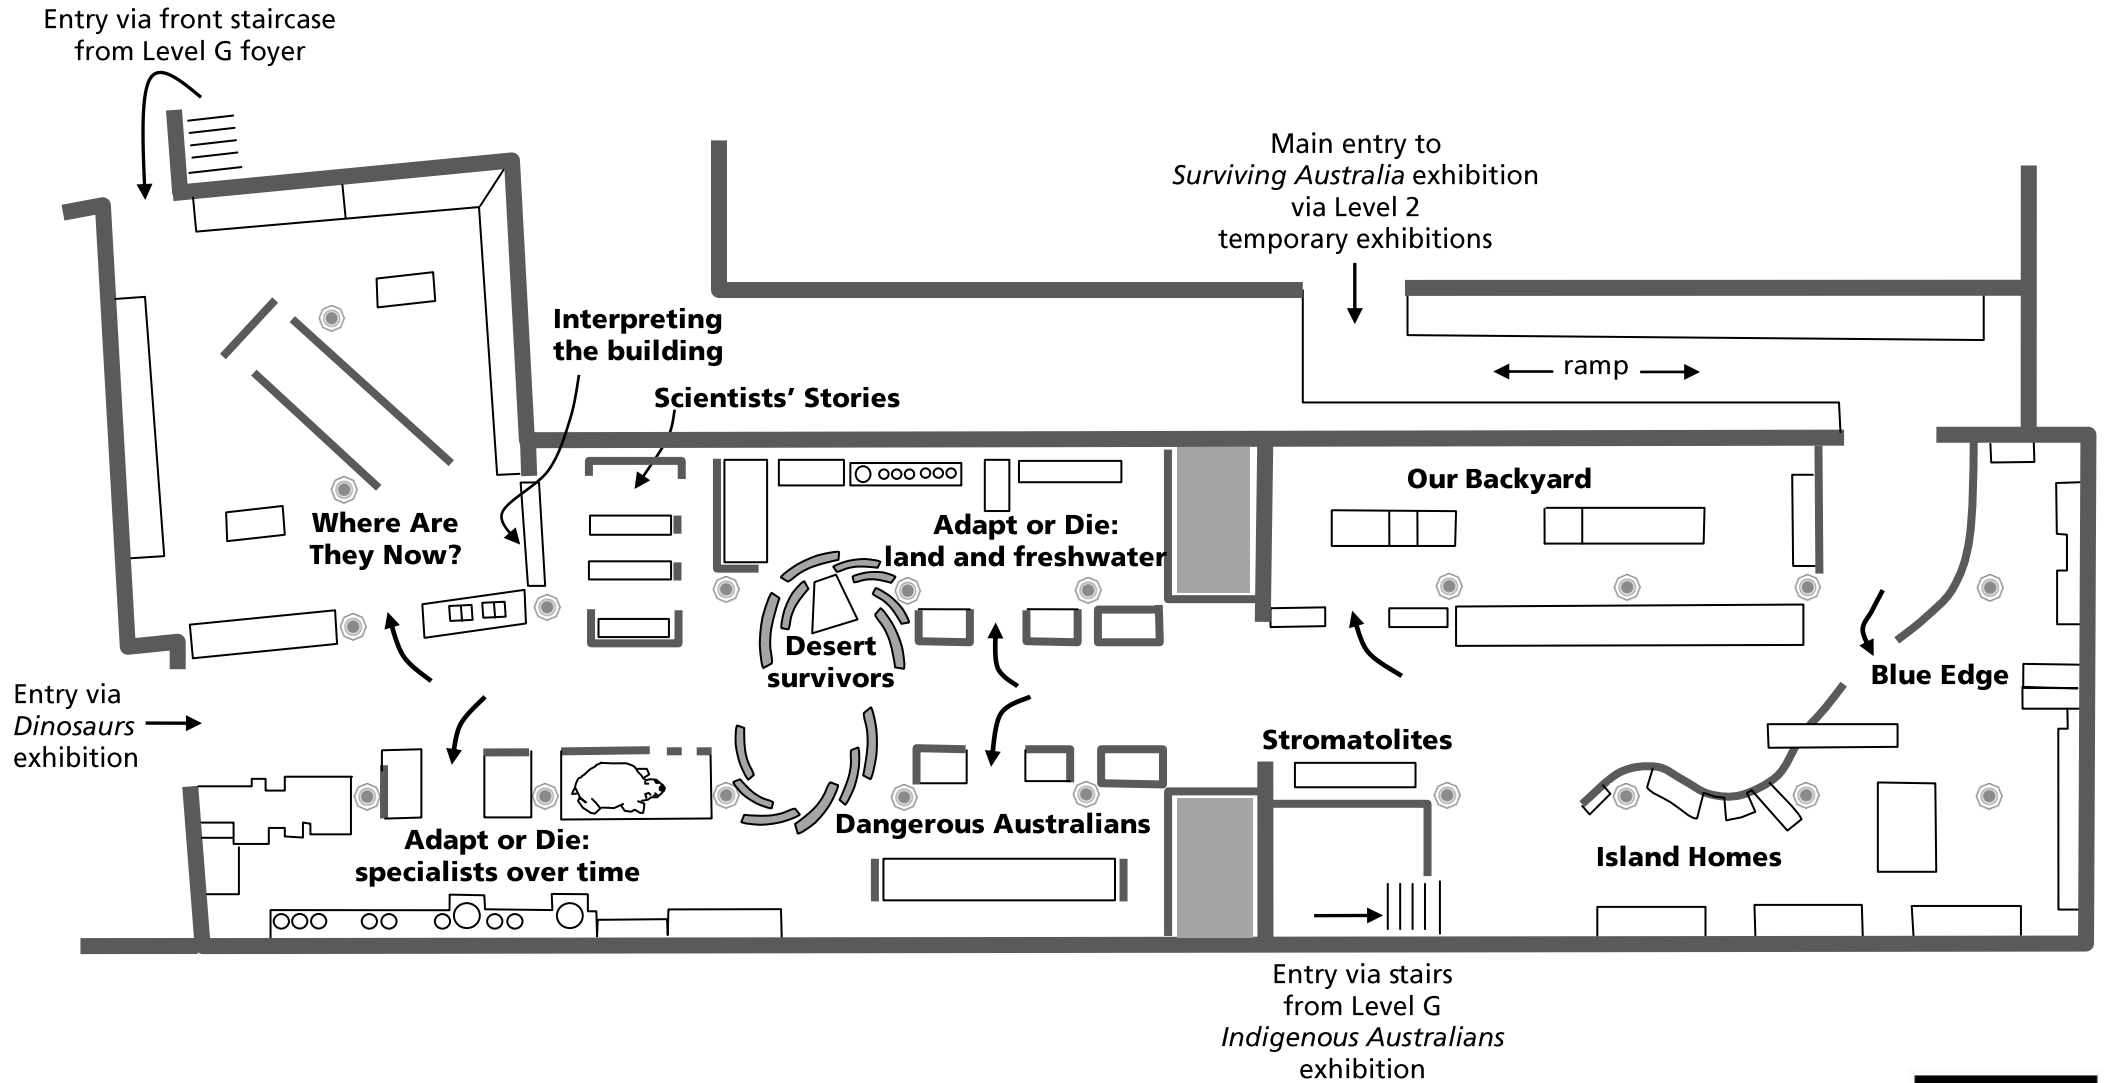 Entry via front staircase
from Level G foyer
Main entry to
Surviving Australia exhibition
via Level 2
temporary exhibitions
Interpreting
the building
ramp
Scientists’ Stories
Our Backyard
Where Are
They Now?
Adapt or Die:
land and freshwater
Desert
survivors
Blue Edge
Entry via
Dinosaurs
exhibition
Stromatolites
Dangerous Australians
Adapt or Die:
specialists over time
Island Homes
Entry via stairs
from Level G
Indigenous Australians
exhibition